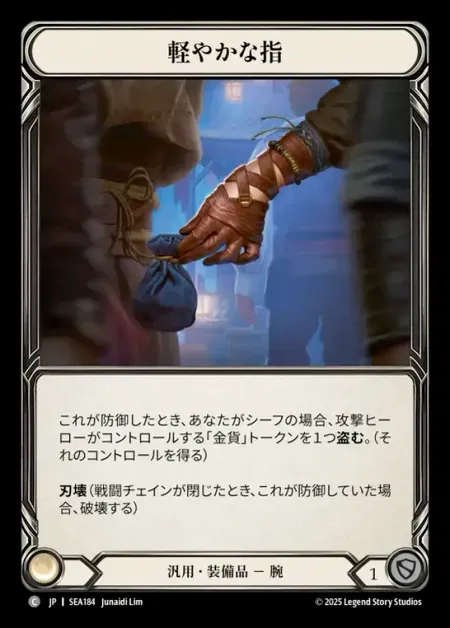 軽やかな指
これが防御したとき、あなたがシーフの場合、攻撃ヒー
ローがコントロールする「金貨」トークンを1つ盗む。(そ
れのコントロールを得る)
刃壊(戦闘チェインが閉じたとき、これが防御していた場
合、破壊する)
汎用・装備品 － 腕
1
C JP | SEA184 Junaidi Lim
© 2025 Legend Story Studios